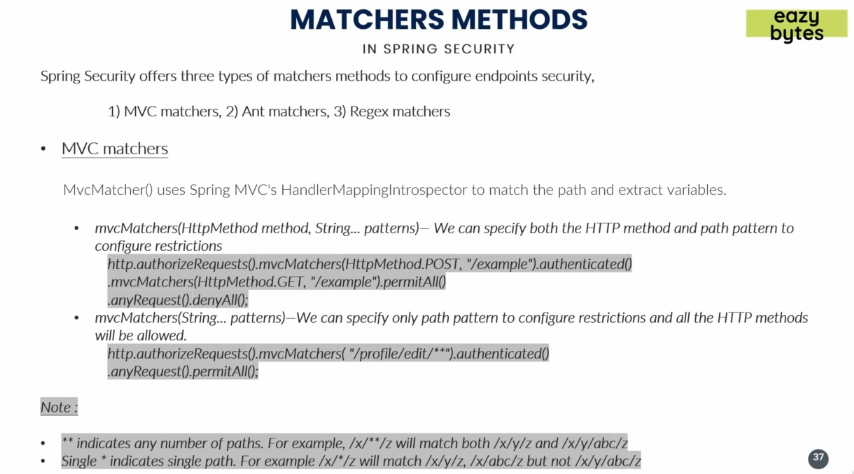 MATCHERS METHODS
eazy
bytes
IN SPRING SECURITY
Spring Security offers three types of matchers methods to configure endpoints security,
1) MVC matchers, 2) Ant matchers, 3) Regex matchers
• MVC matchers
MvcMatcher() uses Spring MVC's HandlerMappingIntrospector to match the path and extract variables.
• mvcMatchers(HttpMethod method, String... patterns)— We can specify both the HTTP method and path pattern to
configure restrictions
http.authorizeRequests().mvcMatchers(HttpMethod.POST, "/example").authenticated()
.mvcMatchers(HttpMethod.GET, "/example").permitAll()
.anyRequest().denyAll();
• mvcMatchers(String... patterns)—We can specify only path pattern to configure restrictions and all the HTTP methods
will be allowed.
http.authorizeRequests().mvcMatchers( "/profile/edit/**").authenticated()
.anyRequest().permitAll();
Note :
• ** indicates any number of paths. For example, /x/**/z will match both /x/y/z and /x/y/abc/z
• Single * indicates single path. For example /x/*/z will match /x/y/z, /x/abc/z but not /x/y/abc/z
37